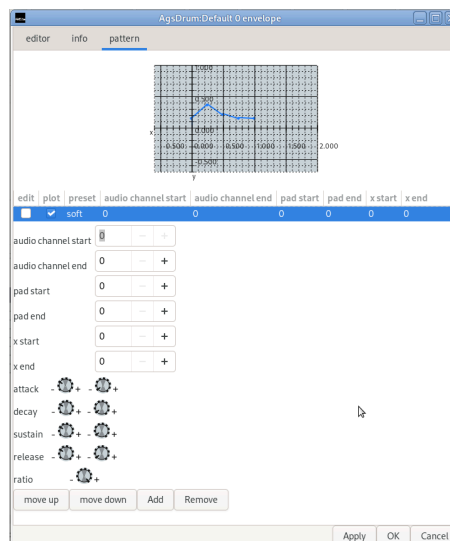 AgsDrum:Default 0 envelope
editor info pattern
1.000
0.500
x 0.000
-0.500 0.000 0.500 1.000 1.500 2.000
-0.500
y
edit plot preset audio channel start audio channel end pad start pad end x start x end
soft 0 0 0 0 0 0
audio channel start 0 − +
audio channel end 0 − +
pad start 0 − +
pad end 0 − +
x start 0 − +
x end 0 − +
attack - + - +
decay - + - +
sustain - + - +
release - + - +
ratio - +
move up move down Add Remove
Apply OK Cancel